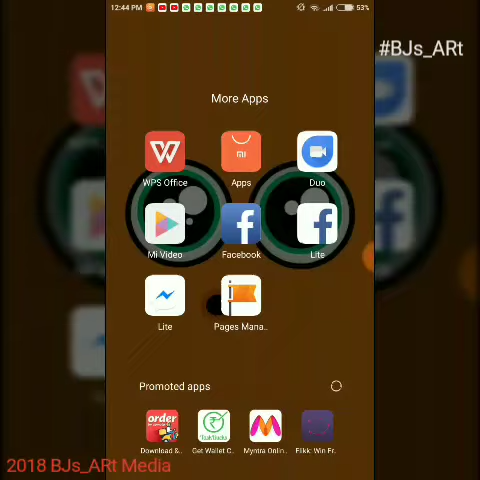 12:44 PM 53%
#BJs_ARt
More Apps
WPS Office Apps Duo
Mi Video Facebook Lite
Lite Pages Mana..
Promoted apps
order
Download &.. Get Wallet C.. Myntra Onlin.. Flikk: Win Fr..
2018 BJs_ARt Media